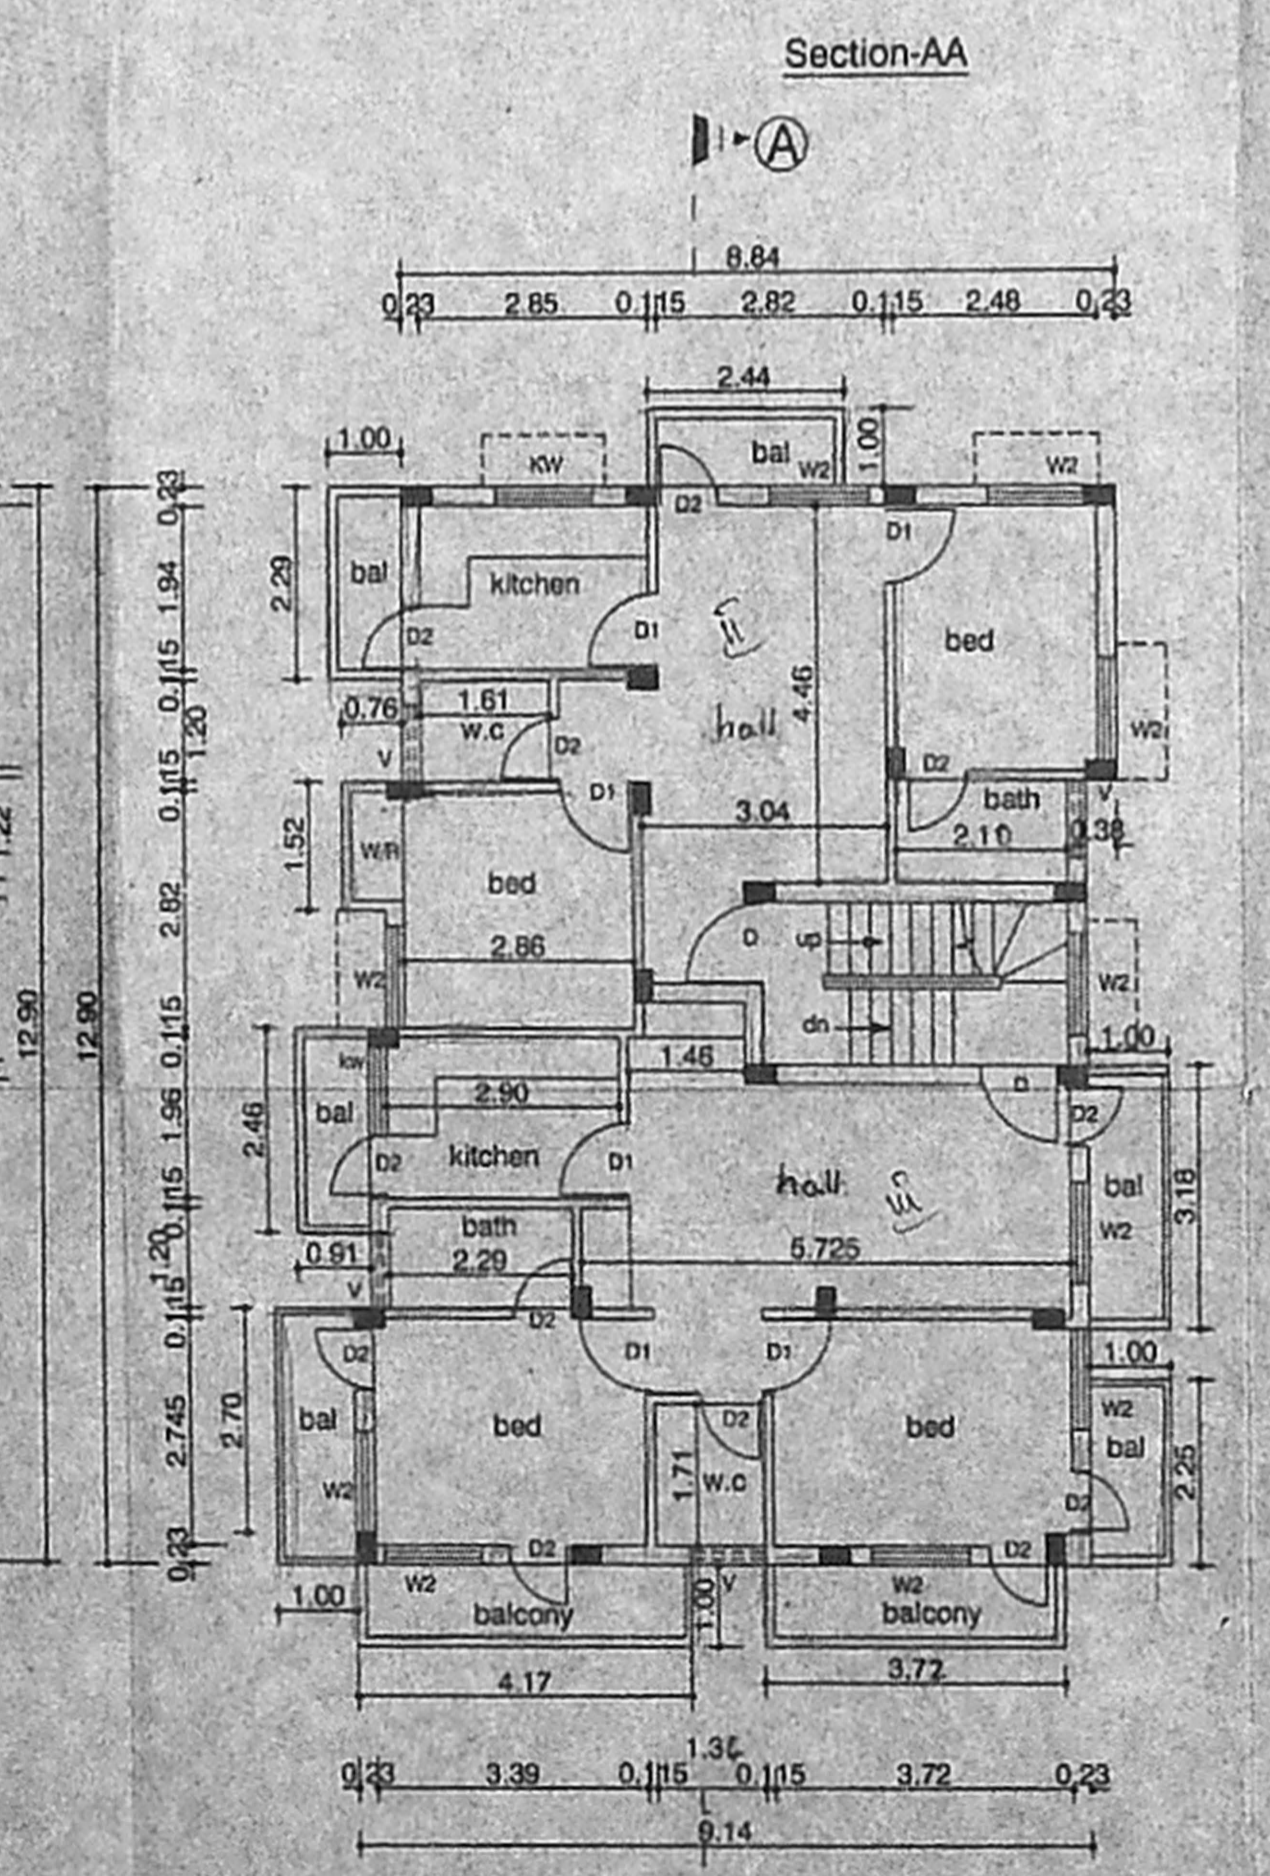 Section-AA
A
8.84
0.23 2.85 0.115 2.82 0.115 2.48 0.23
2.44
1.00
1.00
bal
KW
W2
W2
0.23
D2
D1
2.29
1.94
bal
kitchen
D2
D1
II
bed
0.115
0.76
1.61
w.c
D2
hall
4.46
W2
1.20
V
D2
0.115
D1
bath
V
1.22
1.52
W/R
3.04
2.10
0.38
bed
2.82
2.86
D
up
W2
W2
12.90
12.90
dn
0.115
1.00
kw
1.46
D
2.90
bal
D2
2.46
1.96
D2
kitchen
D1
hall
III
bal
3.18
0.115
bath
W2
1.20
0.91
2.29
5.725
V
0.115
D2
D2
D1
D1
1.00
2.70
2.745
bal
bed
D2
bed
W2
bal
1.71
w.c
2.25
W2
D2
0.23
D2
D2
W2
V
W2
1.00
balcony
1.00
balcony
4.17
3.72
1.36
0.23 3.39 0.115 0.115 3.72 0.23
9.14